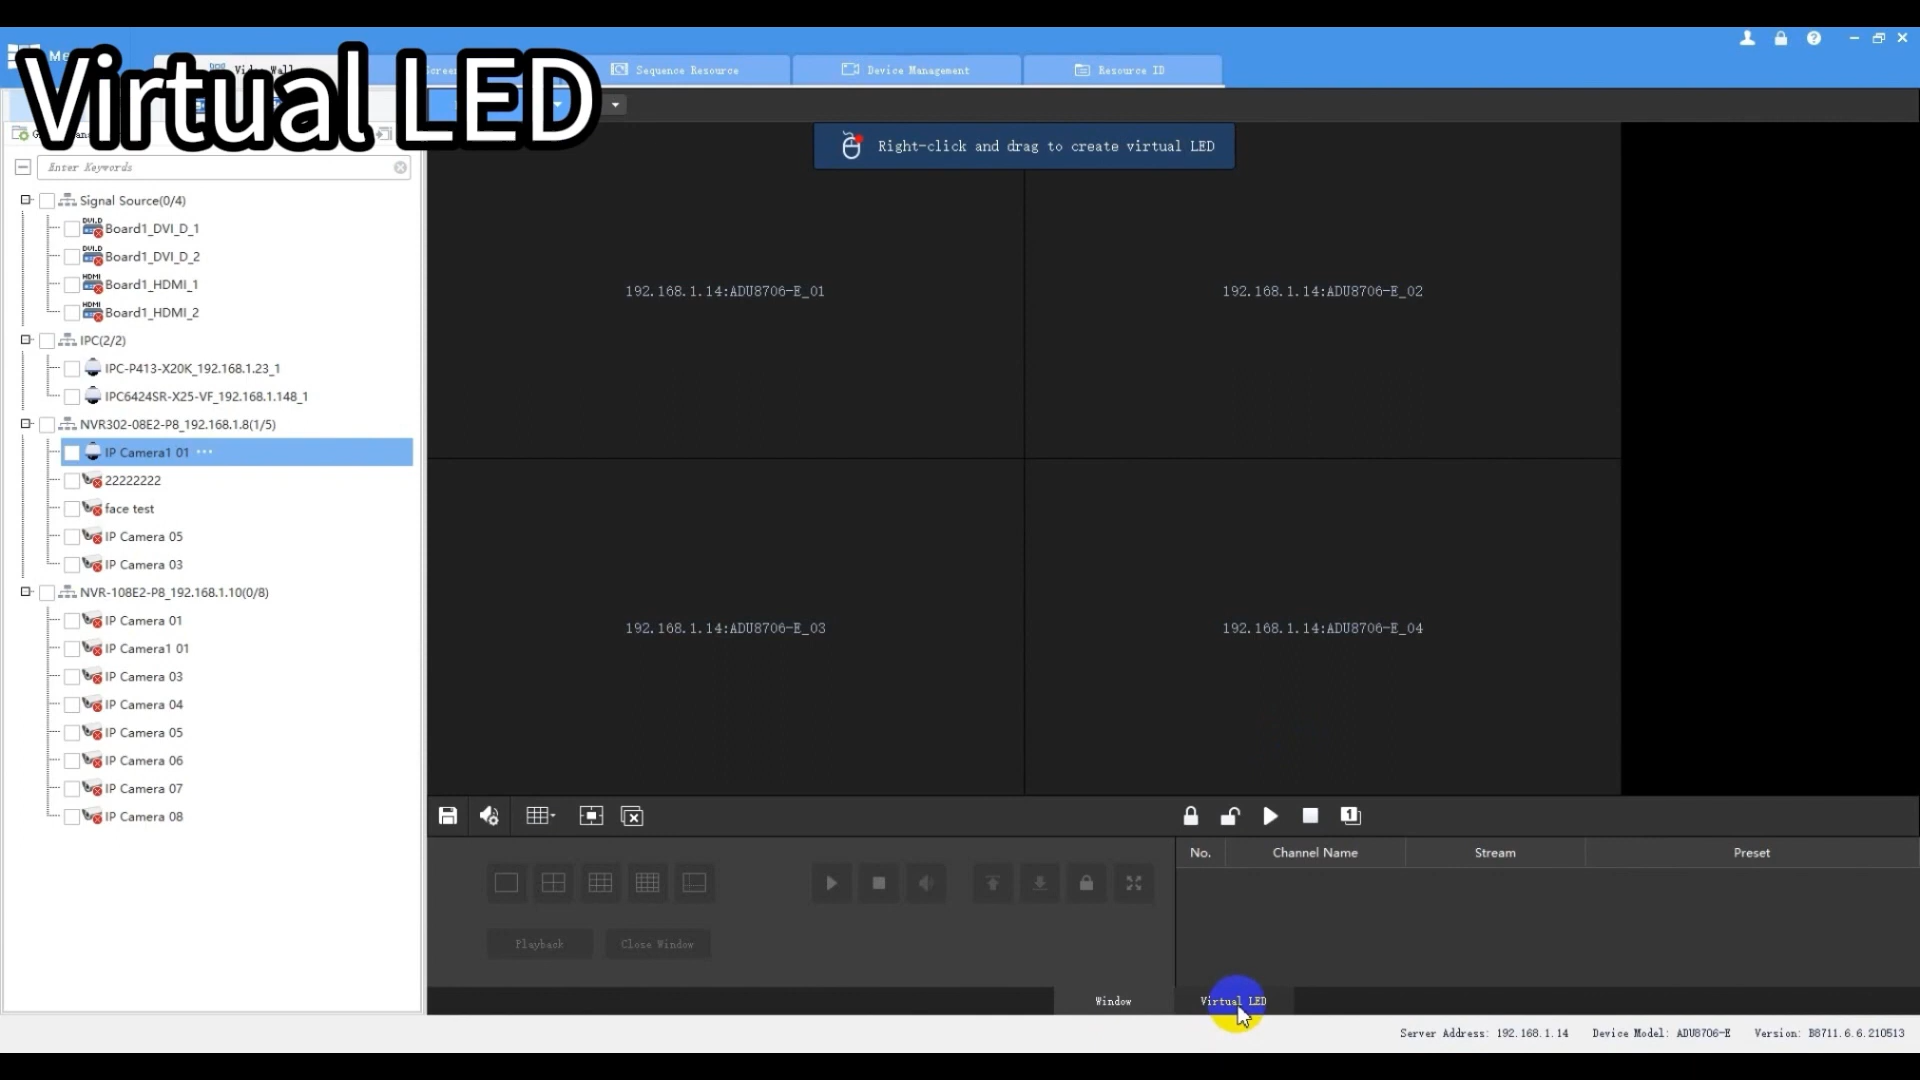 Virtual LED
Video Wall
Sequence Resource
Device Management
Resource ID
Right-click and drag to create virtual LED
Enter Keywords
Signal Source(0/4)
DVI_D Board1_DVI_D_1
DVI_D Board1_DVI_D_2
HDMI Board1_HDMI_1
HDMI Board1_HDMI_2
IPC(2/2)
IPC-P413-X20K_192.168.1.23_1
IPC6424SR-X25-VF_192.168.1.148_1
NVR302-08E2-P8_192.168.1.8(1/5)
IP Camera1 01 ···
22222222
face test
IP Camera 05
IP Camera 03
NVR-108E2-P8_192.168.1.10(0/8)
IP Camera 01
IP Camera1 01
IP Camera 03
IP Camera 04
IP Camera 05
IP Camera 06
IP Camera 07
IP Camera 08
192.168.1.14:ADU8706-E_01
192.168.1.14:ADU8706-E_02
192.168.1.14:ADU8706-E_03
192.168.1.14:ADU8706-E_04
1
No. Channel Name Stream Preset
Playback Close Window
Window Virtual LED
Server Address: 192.168.1.14 Device Model: ADU8706-E Version: B8711.6.6.210513